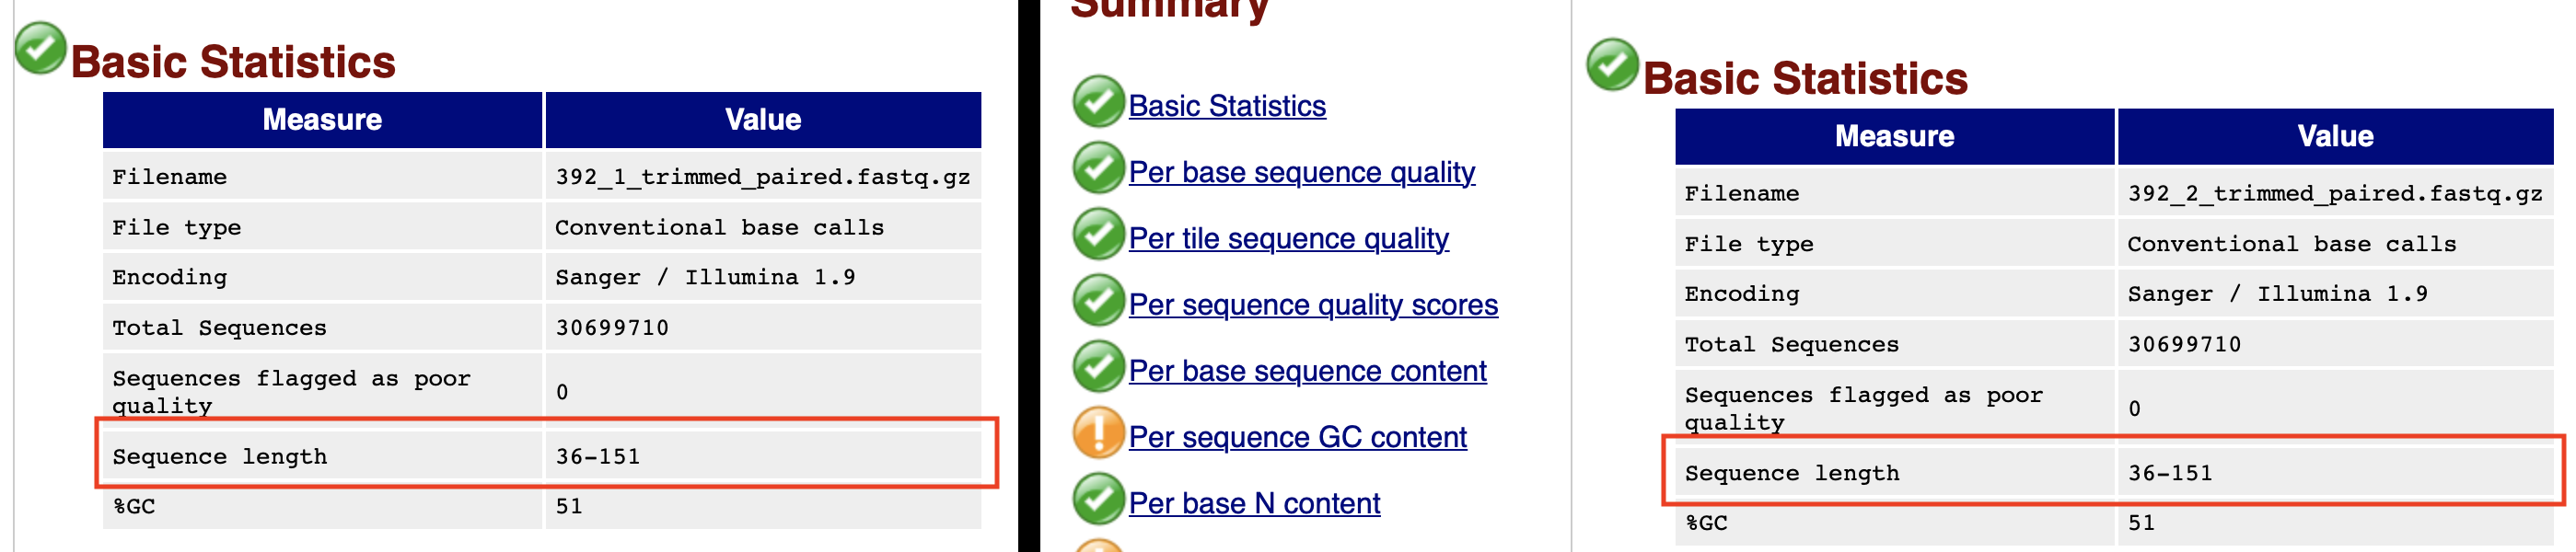 Basic Statistics
Measure Value
Filename 392_1_trimmed_paired.fastq.gz
File type Conventional base calls
Encoding Sanger / Illumina 1.9
Total Sequences 30699710
Sequences flagged as poor
quality 0
Sequence length 36-151
%GC 51
Summary
Basic Statistics
Per base sequence quality
Per tile sequence quality
Per sequence quality scores
Per base sequence content
Per sequence GC content
Per base N content
Basic Statistics
Measure Value
Filename 392_2_trimmed_paired.fastq.gz
File type Conventional base calls
Encoding Sanger / Illumina 1.9
Total Sequences 30699710
Sequences flagged as poor
quality 0
Sequence length 36-151
%GC 51